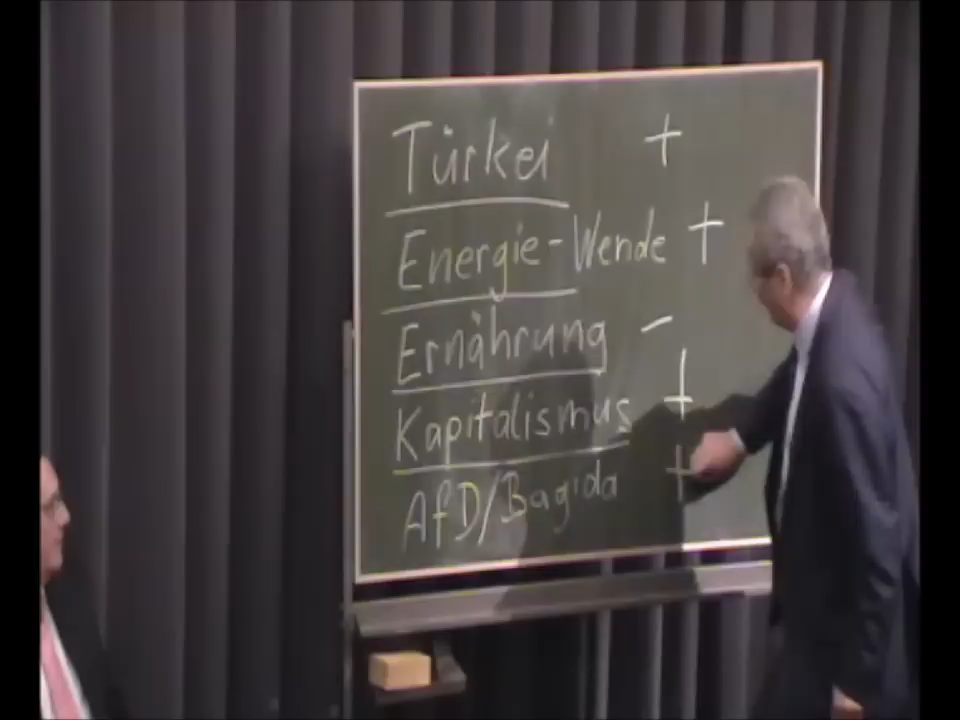 Türkei +
Energie-Wende +
Ernährung -
Kapitalismus +
AfD/Bagida +